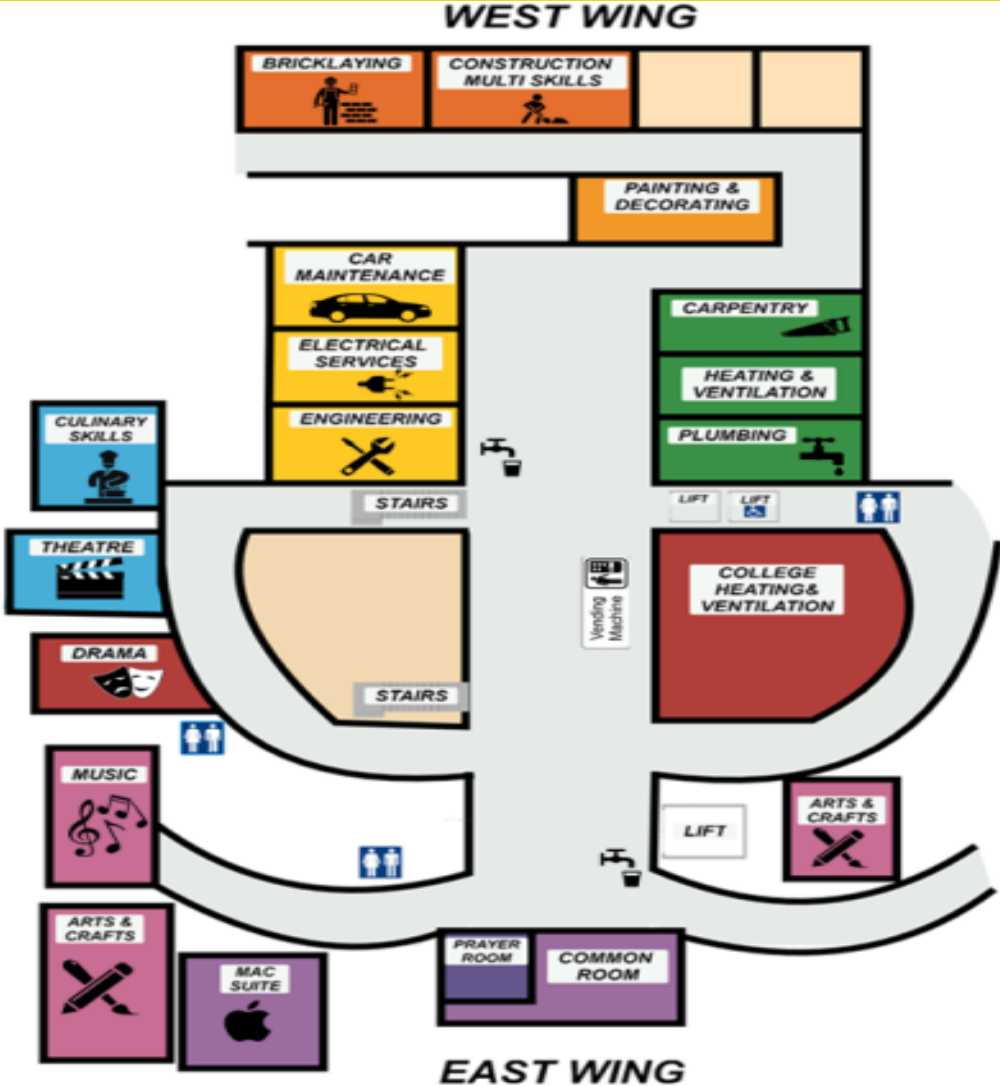 WEST WING
BRICKLAYING
CONSTRUCTION
MULTI SKILLS
PAINTING &
DECORATING
CAR
MAINTENANCE
CARPENTRY
ELECTRICAL
SERVICES
HEATING &
VENTILATION
ENGINEERING
PLUMBING
CULINARY
SKILLS
STAIRS
LIFT
LIFT
THEATRE
COLLEGE
HEATING&
VENTILATION
Vending
Machine
DRAMA
STAIRS
MUSIC
ARTS &
CRAFTS
LIFT
ARTS &
CRAFTS
PRAYER
ROOM
COMMON
ROOM
MAC
SUITE
EAST WING